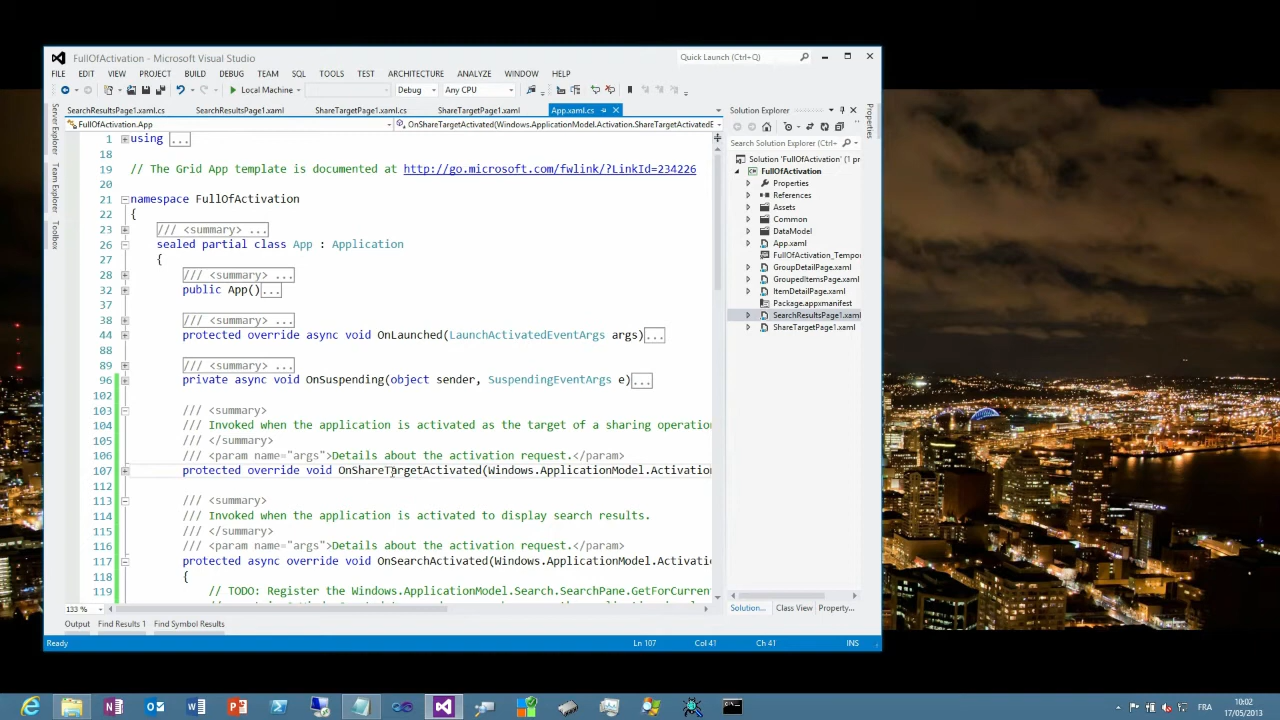 FullOfActivation - Microsoft Visual Studio
Quick Launch (Ctrl+Q)
FILE EDIT VIEW PROJECT BUILD DEBUG TEAM SQL TOOLS TEST ARCHITECTURE ANALYZE WINDOW HELP
Local Machine Debug Any CPU
SearchResultsPage1.xaml.cs SearchResultsPage1.xaml ShareTargetPage1.xaml.cs ShareTargetPage1.xaml App.xaml.cs
FullOfActivation.App OnShareTargetActivated(Windows.ApplicationModel.Activation.ShareTargetActivatedE
Server Explorer
Team Explorer
Toolbox
1 using ...
18
19 // The Grid App template is documented at http://go.microsoft.com/fwlink/?LinkId=234226
20
21 namespace FullOfActivation
22 {
23 /// <summary> ...
26 sealed partial class App : Application
27 {
28 /// <summary> ...
32 public App()...
37
38 /// <summary> ...
44 protected override async void OnLaunched(LaunchActivatedEventArgs args)...
88
89 /// <summary> ...
96 private async void OnSuspending(object sender, SuspendingEventArgs e)...
102
103 /// <summary>
104 /// Invoked when the application is activated as the target of a sharing operation
105 /// </summary>
106 /// <param name="args">Details about the activation request.</param>
107 protected override void OnShareTargetActivated(Windows.ApplicationModel.Activation
112
113 /// <summary>
114 /// Invoked when the application is activated to display search results.
115 /// </summary>
116 /// <param name="args">Details about the activation request.</param>
117 protected async override void OnSearchActivated(Windows.ApplicationModel.Activatio
118 {
119 // TODO: Register the Windows.ApplicationModel.Search.SearchPane.GetForCurrent
133 %
Find Results 1 Find Symbol Results
Output
Solution Explorer
Search Solution Explorer (Ctrl+
Solution 'FullOfActivation' (1 pr
FullOfActivation
Properties
References
Assets
Common
DataModel
App.xaml
FullOfActivation_Tempor
GroupDetailPage.xaml
GroupedItemsPage.xaml
ItemDetailPage.xaml
Package.appxmanifest
SearchResultsPage1.xaml
ShareTargetPage1.xaml
Solution... Class View Property...
Properties
Ready Ln 107 Col 41 Ch 41 INS
FRA
10:02
17/05/2013